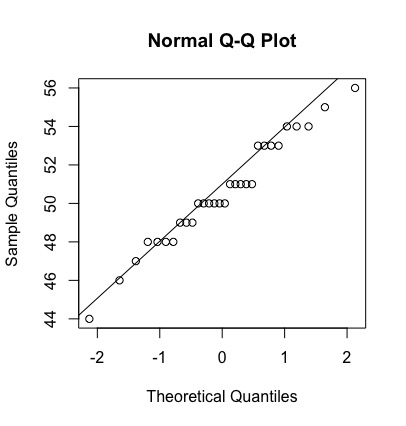 Normal Q-Q Plot
56
54
52
50
48
46
44
Sample Quantiles
-2 -1 0 1 2
Theoretical Quantiles